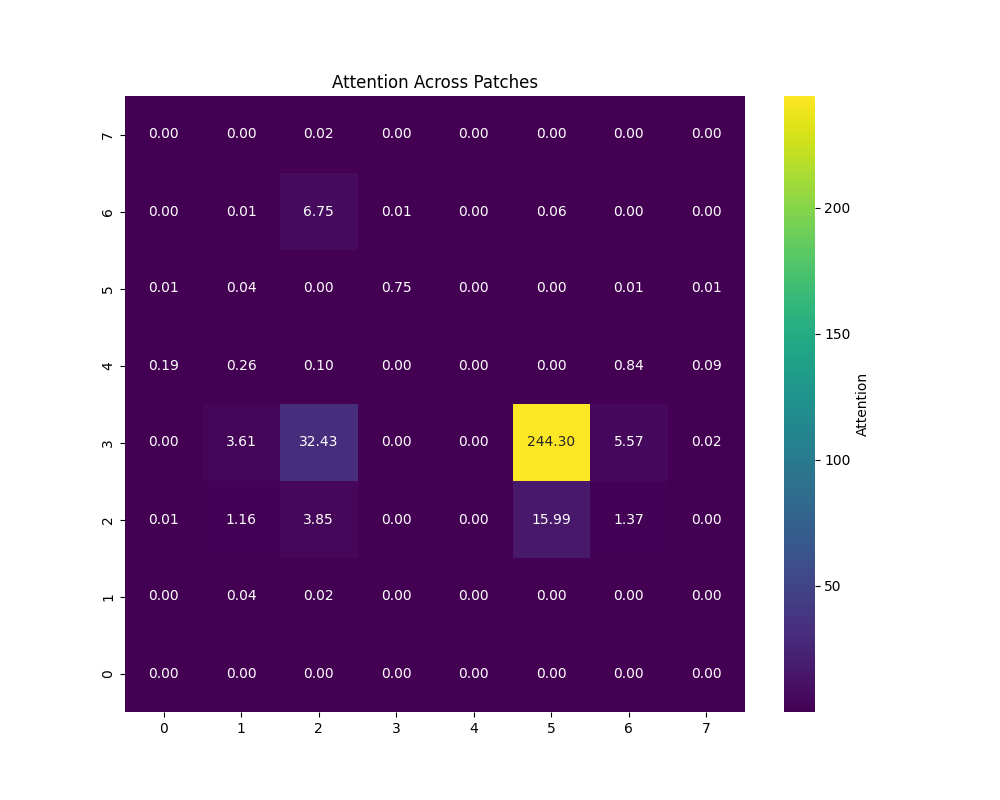 Attention Across Patches
7 0.00 0.00 0.02 0.00 0.00 0.00 0.00 0.00
6 0.00 0.01 6.75 0.01 0.00 0.06 0.00 0.00
5 0.01 0.04 0.00 0.75 0.00 0.00 0.01 0.01
4 0.19 0.26 0.10 0.00 0.00 0.00 0.84 0.09
3 0.00 3.61 32.43 0.00 0.00 244.30 5.57 0.02
2 0.01 1.16 3.85 0.00 0.00 15.99 1.37 0.00
1 0.00 0.04 0.02 0.00 0.00 0.00 0.00 0.00
0 0.00 0.00 0.00 0.00 0.00 0.00 0.00 0.00
0 1 2 3 4 5 6 7
200
150
100
50
Attention